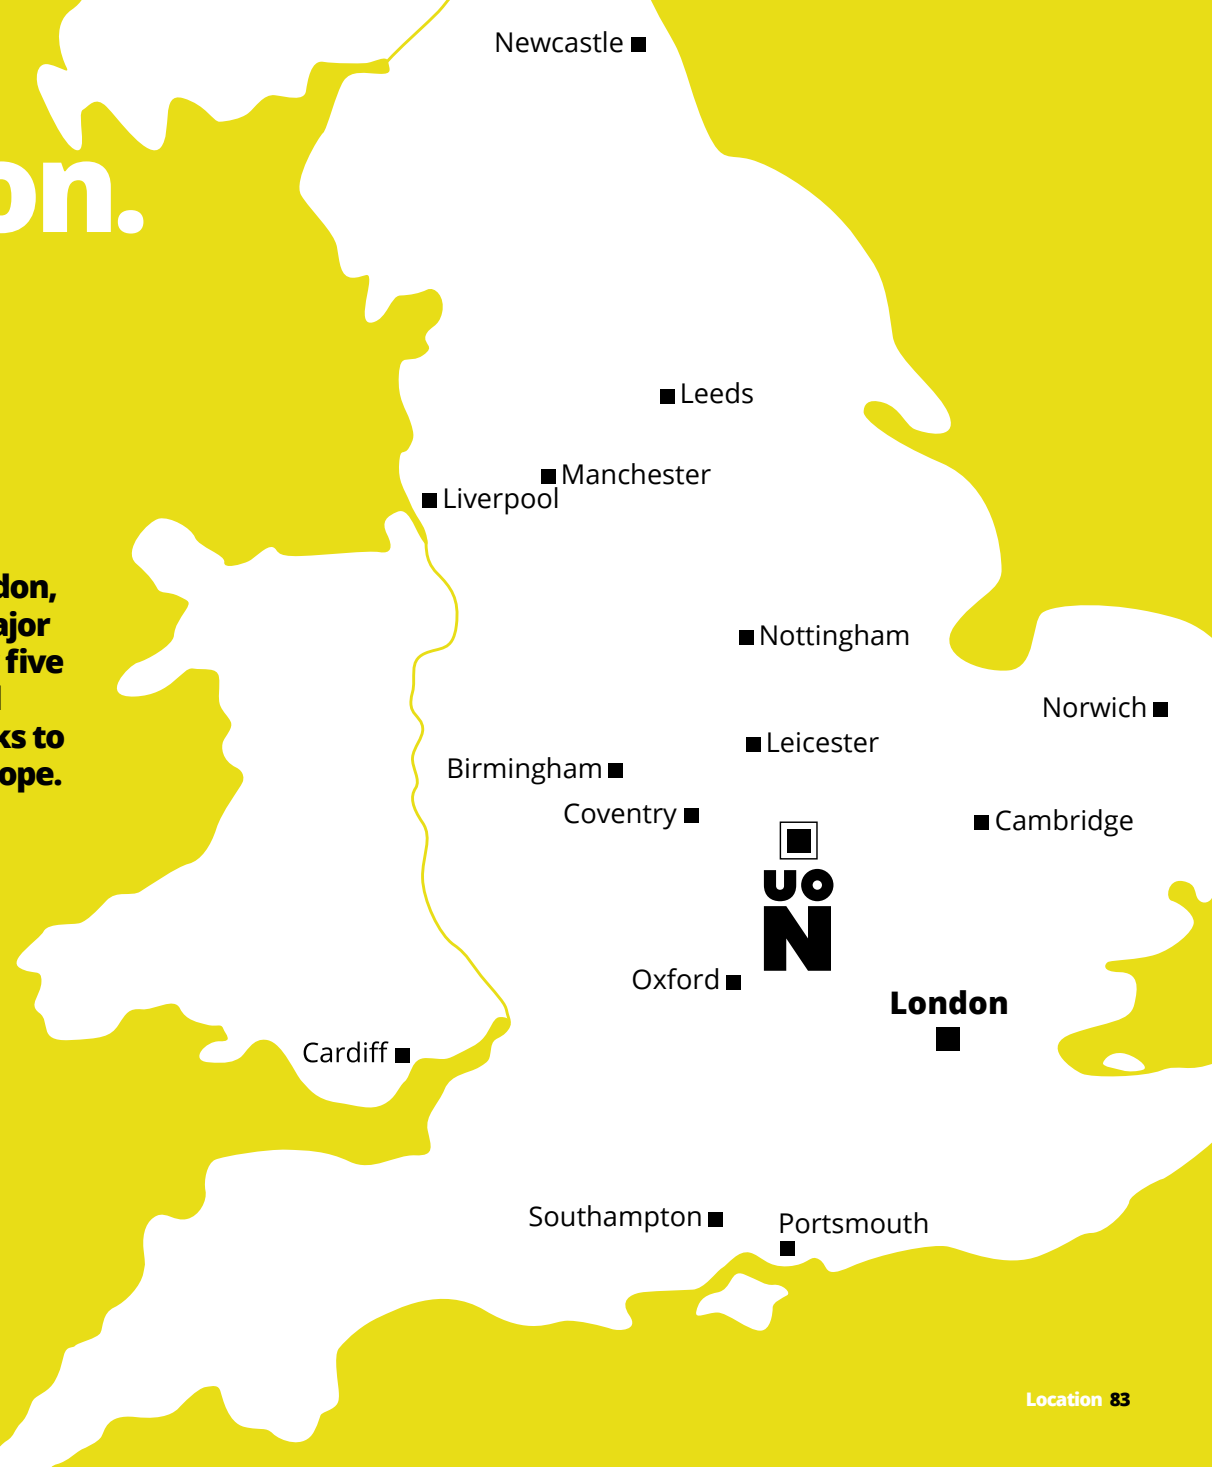 Newcastle
on.
Leeds
Manchester
Liverpool
don,
ajor
five
Nottingham
Norwich
ks to
Leicester
ope.
Birmingham
Coventry
Cambridge
UO
N
Oxford
London
Cardiff
Southampton
Portsmouth
Location 83